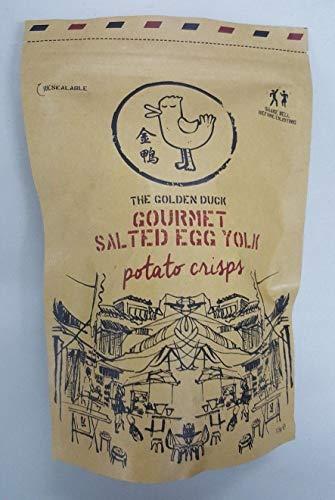 RESEALABLE
SHAKE WELL
BEFORE ENJOYING
金
鴨
THE GOLDEN DUCK
GOURMET
SALTED EGG YOLK
potato crisps